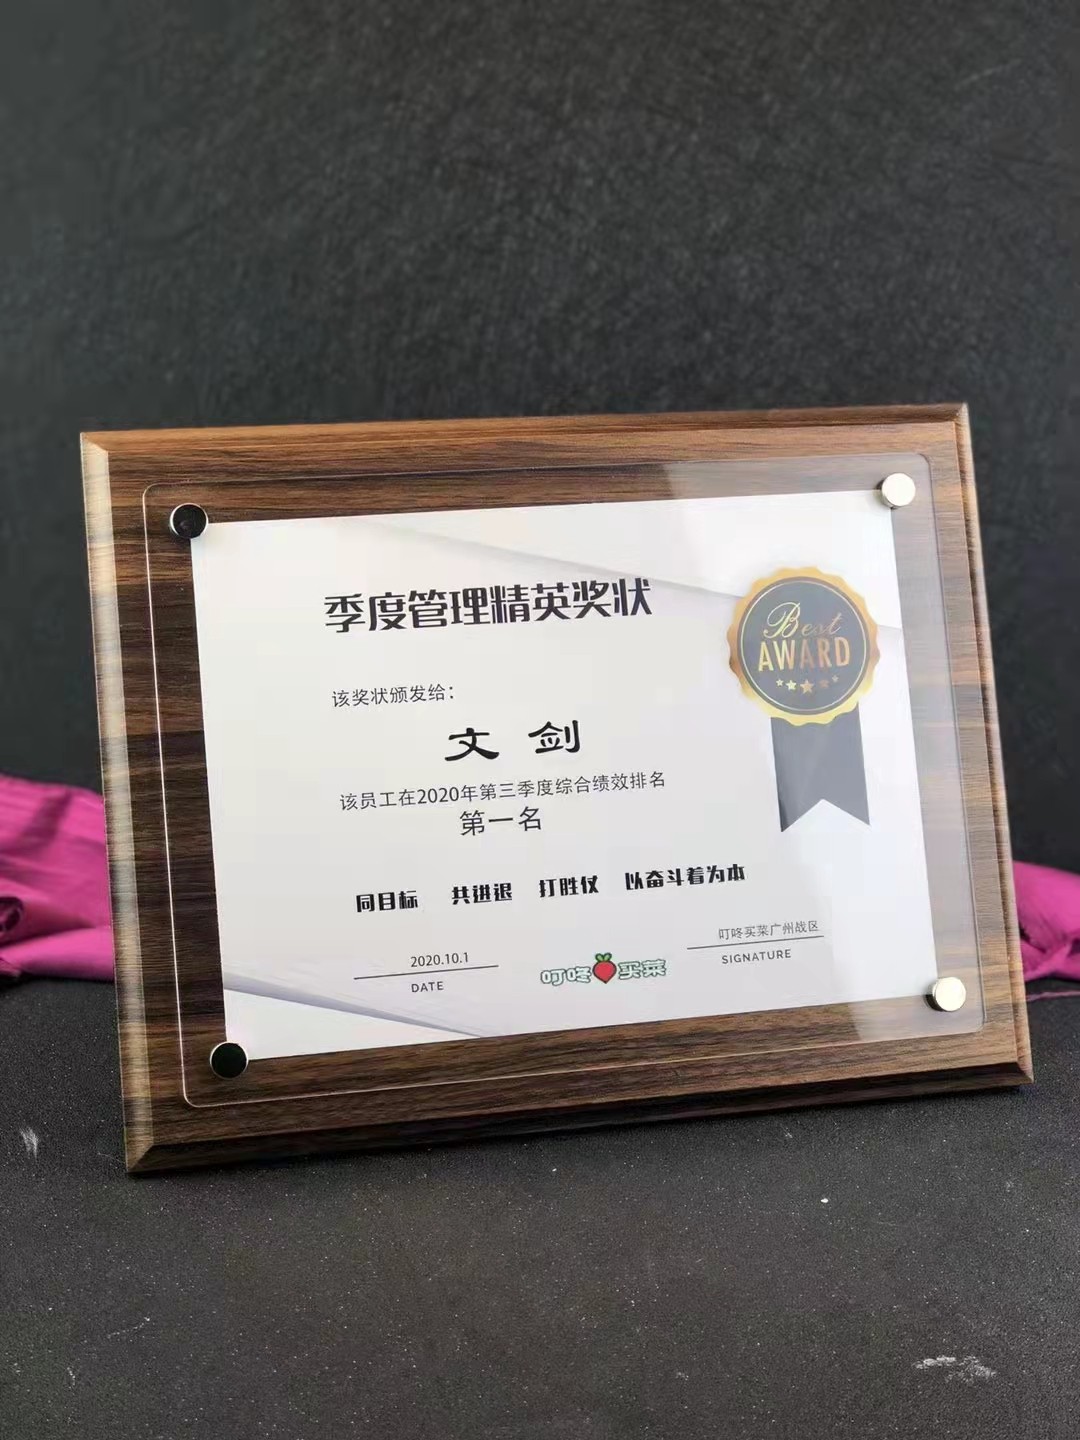 季度管理精英奖状
Best
AWARD
该奖状颁发给：
文 剑
该员工在2020年第三季度综合绩效排名
第一名
同目标 共进退 打胜仗 以奋斗着为本
2020.10.1
DATE
叮咚买菜
叮咚买菜广州战区
SIGNATURE